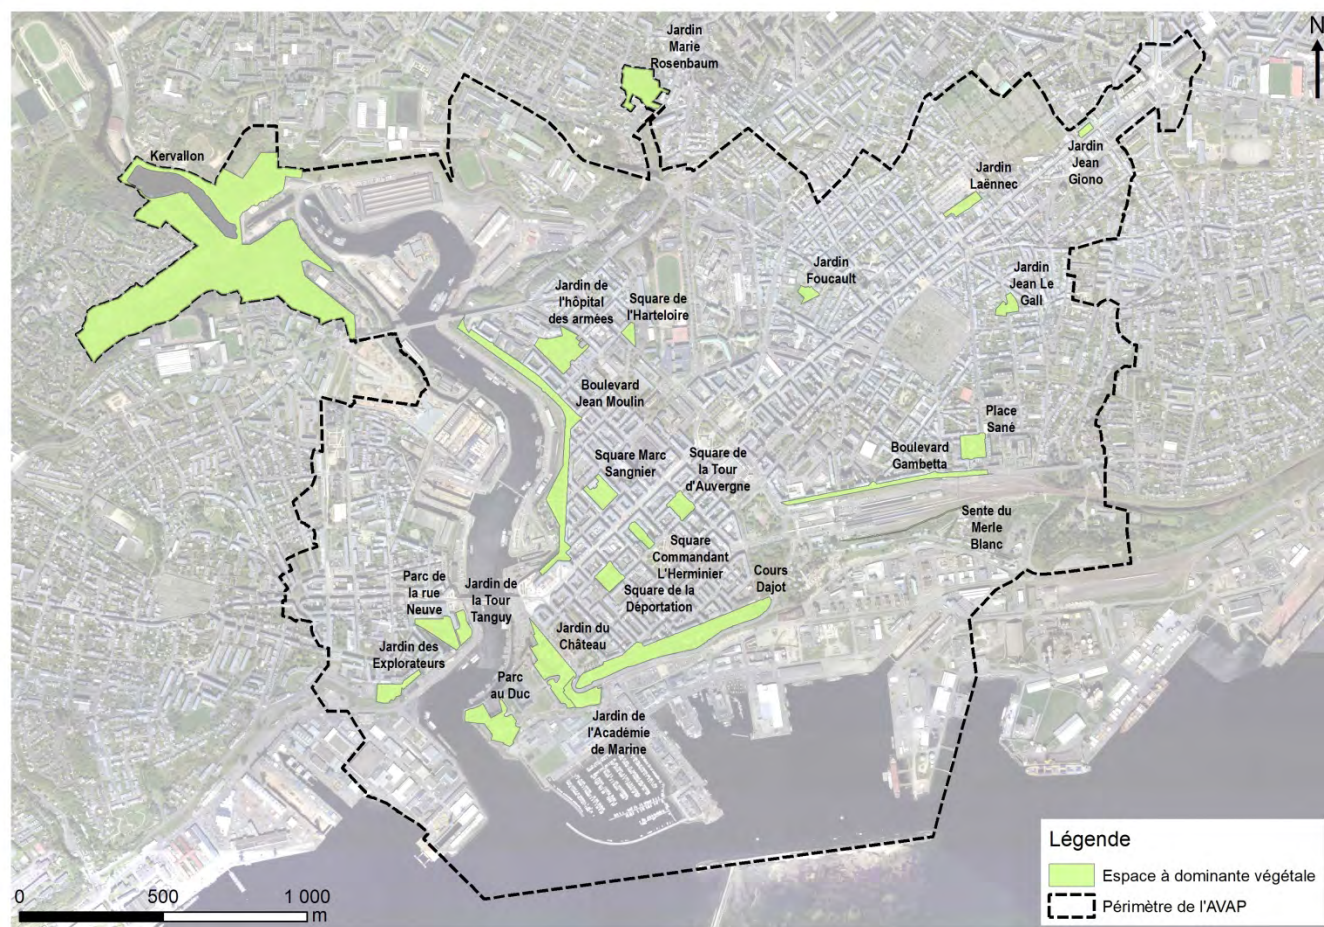 Jardin
Marie
Rosenbaum
N
Kervallon
Jardin
Jean
Giono
Jardin
Laënnec
Jardin
Foucault
Jardin
Jean Le
Gall
Jardin de
l'hôpital
des armées
Square de
l'Harteloire
Boulevard
Jean Moulin
Place
Sané
Boulevard
Gambetta
Square Marc
Sangnier
Square de
la Tour
d'Auvergne
Sente du
Merle
Blanc
Square
Commandant
L'Herminier
Cours
Dajot
Square de la
Déportation
Parc de
la rue
Neuve
Jardin de
la Tour
Tanguy
Jardin du
Château
Jardin des
Explorateurs
Parc
au Duc
Jardin de
l'Académie
de Marine
Légende
Espace à dominante végétale
Périmètre de l'AVAP
0 500 1 000
m